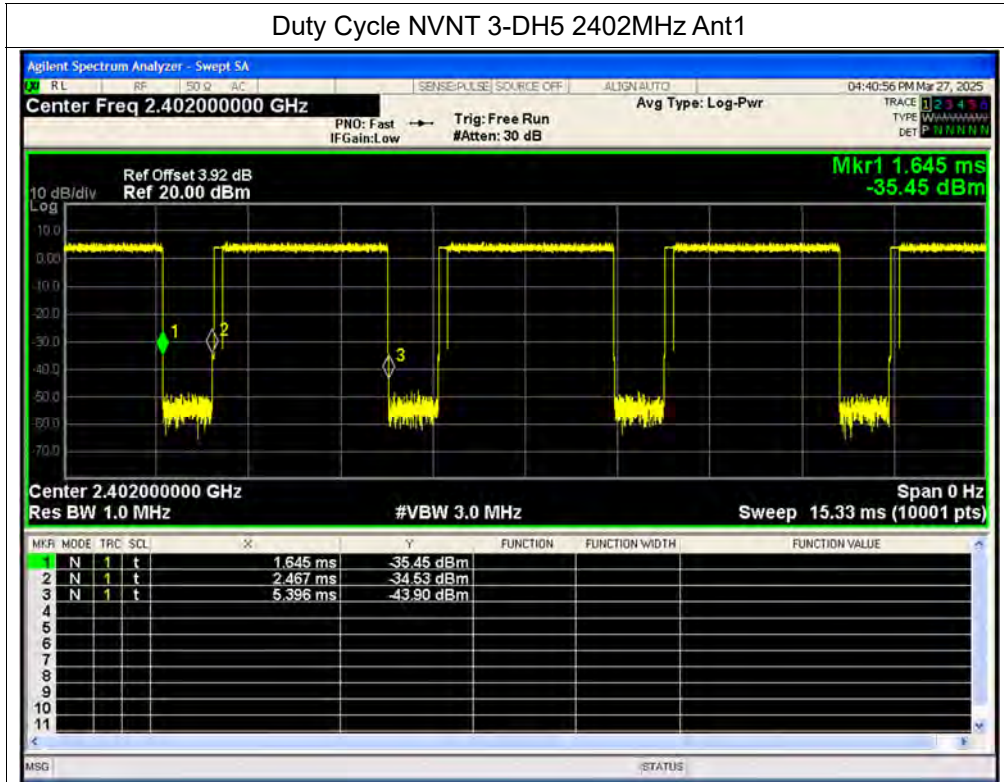 Duty Cycle NVNT 3-DH5 2402MHz Ant1
Agilent Spectrum Analyzer - Swept SA
RL RF 50 Ω AC SENSE:PULSE SOURCE OFF ALIGN AUTO 04:40:56 PM Mar 27, 2025
Center Freq 2.402000000 GHz Avg Type: Log-Pwr TRACE 1 2 3 4 5 6
PNO: Fast Trig: Free Run TYPE
IFGain:Low #Atten: 30 dB DET P N N N N N
Mkr1 1.645 ms
Ref Offset 3.92 dB
10 dB/div Ref 20.00 dBm -35.45 dBm
Log
10.0
0.00
-10.0
-20.0
-30.0
-40.0
-50.0
-60.0
-70.0
1
2
3
Center 2.402000000 GHz Span 0 Hz
Res BW 1.0 MHz #VBW 3.0 MHz Sweep 15.33 ms (10001 pts)
MKR MODE TRC SCL X Y FUNCTION FUNCTION WIDTH FUNCTION VALUE
1 N 1 t 1.645 ms -35.45 dBm
2 N 1 t 2.467 ms -34.53 dBm
3 N 1 t 5.396 ms -43.90 dBm
4
5
6
7
8
9
10
11
MSG STATUS